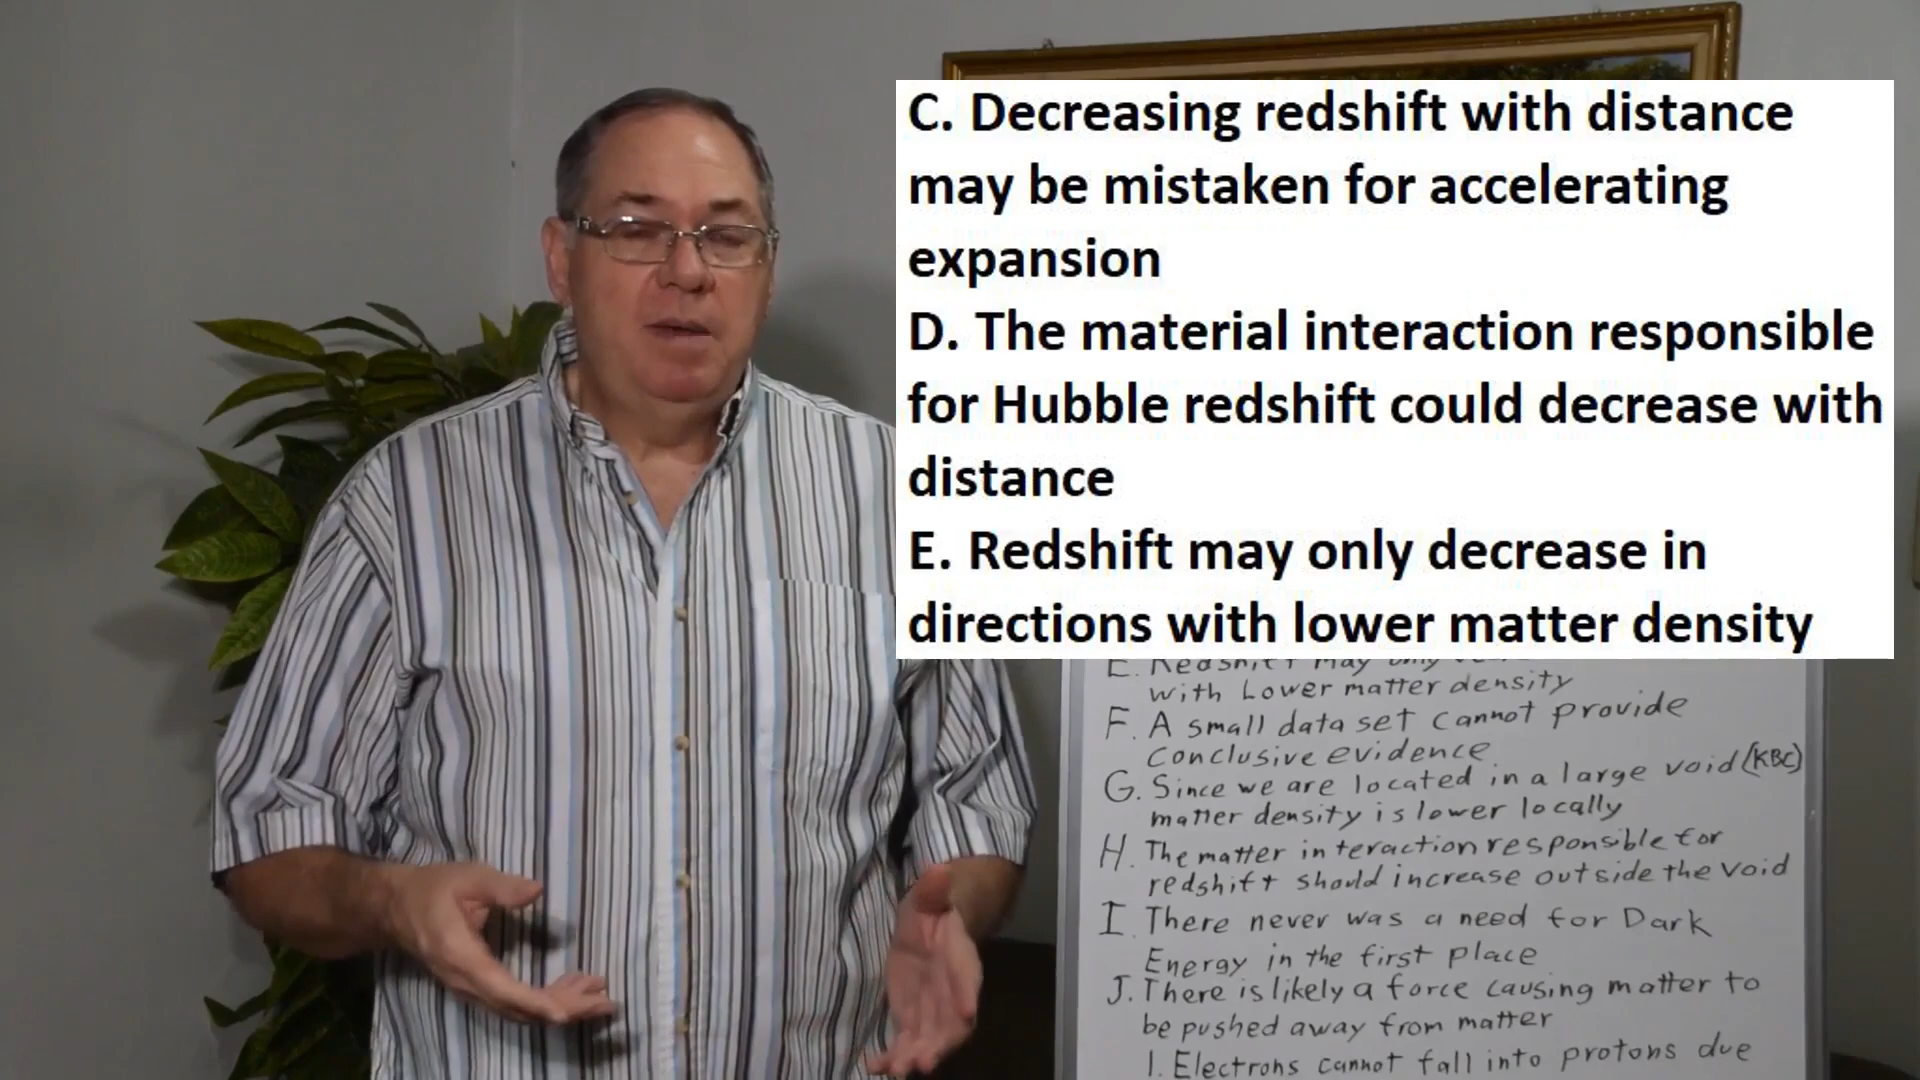 C. Decreasing redshift with distance
may be mistaken for accelerating
expansion
D. The material interaction responsible
for Hubble redshift could decrease with
distance
E. Redshift may only decrease in
directions with lower matter density
E. Redshift may only
with Lower matter density
F. A small data set cannot provide
conclusive evidence
G. Since we are located in a large void (KBC)
matter density is lower locally
H. The matter interaction responsible for
redshift should increase outside the void
I. There never was a need for Dark
Energy in the first place
J. There is likely a force causing matter to
be pushed away from matter
1. Electrons cannot fall into protons due